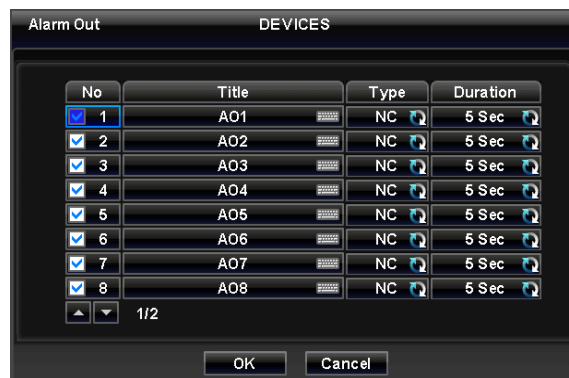 Alarm Out DEVICES
No Title Type Duration
1 AO1 NC 5 Sec
2 AO2 NC 5 Sec
3 AO3 NC 5 Sec
4 AO4 NC 5 Sec
5 AO5 NC 5 Sec
6 AO6 NC 5 Sec
7 AO7 NC 5 Sec
8 AO8 NC 5 Sec
1/2
OK Cancel